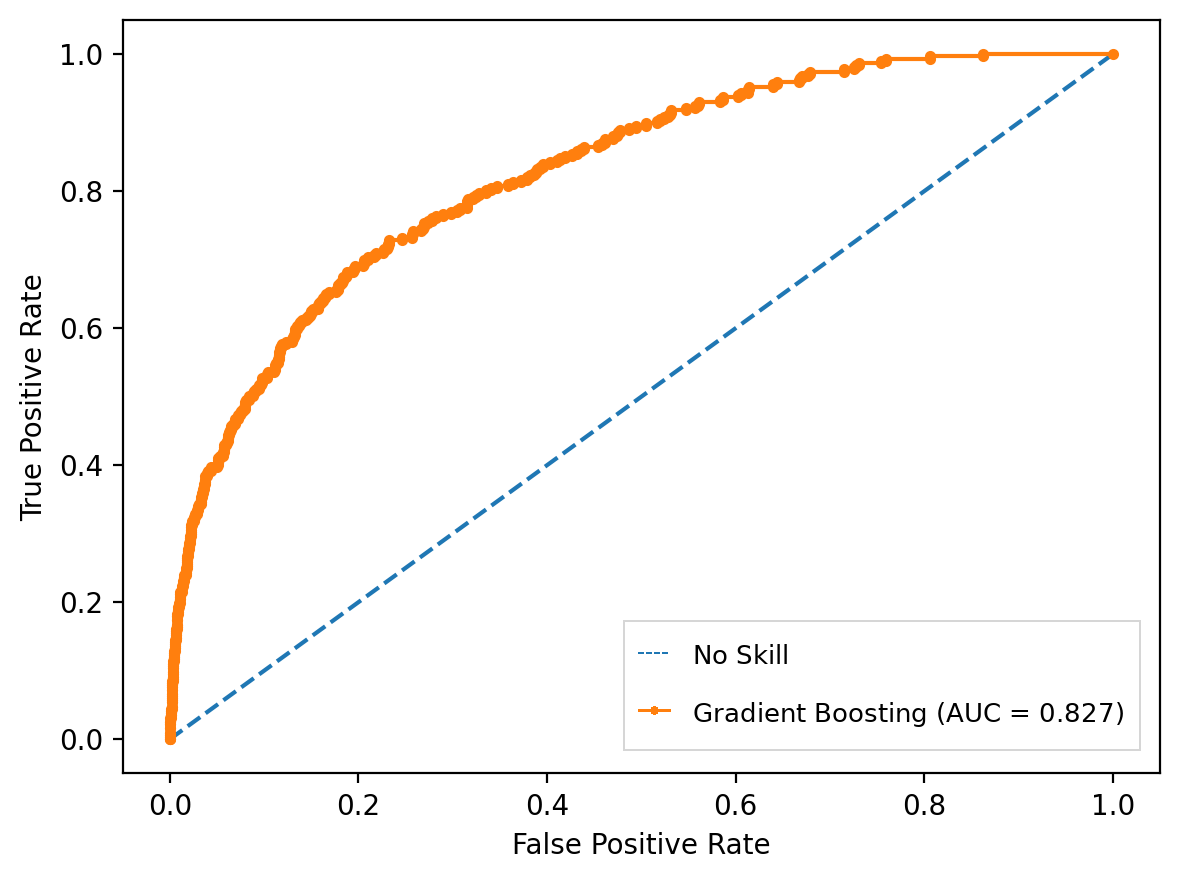 1.0
0.8
0.6
0.4
0.2
0.0
True Positive Rate
No Skill
Gradient Boosting (AUC = 0.827)
0.0 0.2 0.4 0.6 0.8 1.0
False Positive Rate